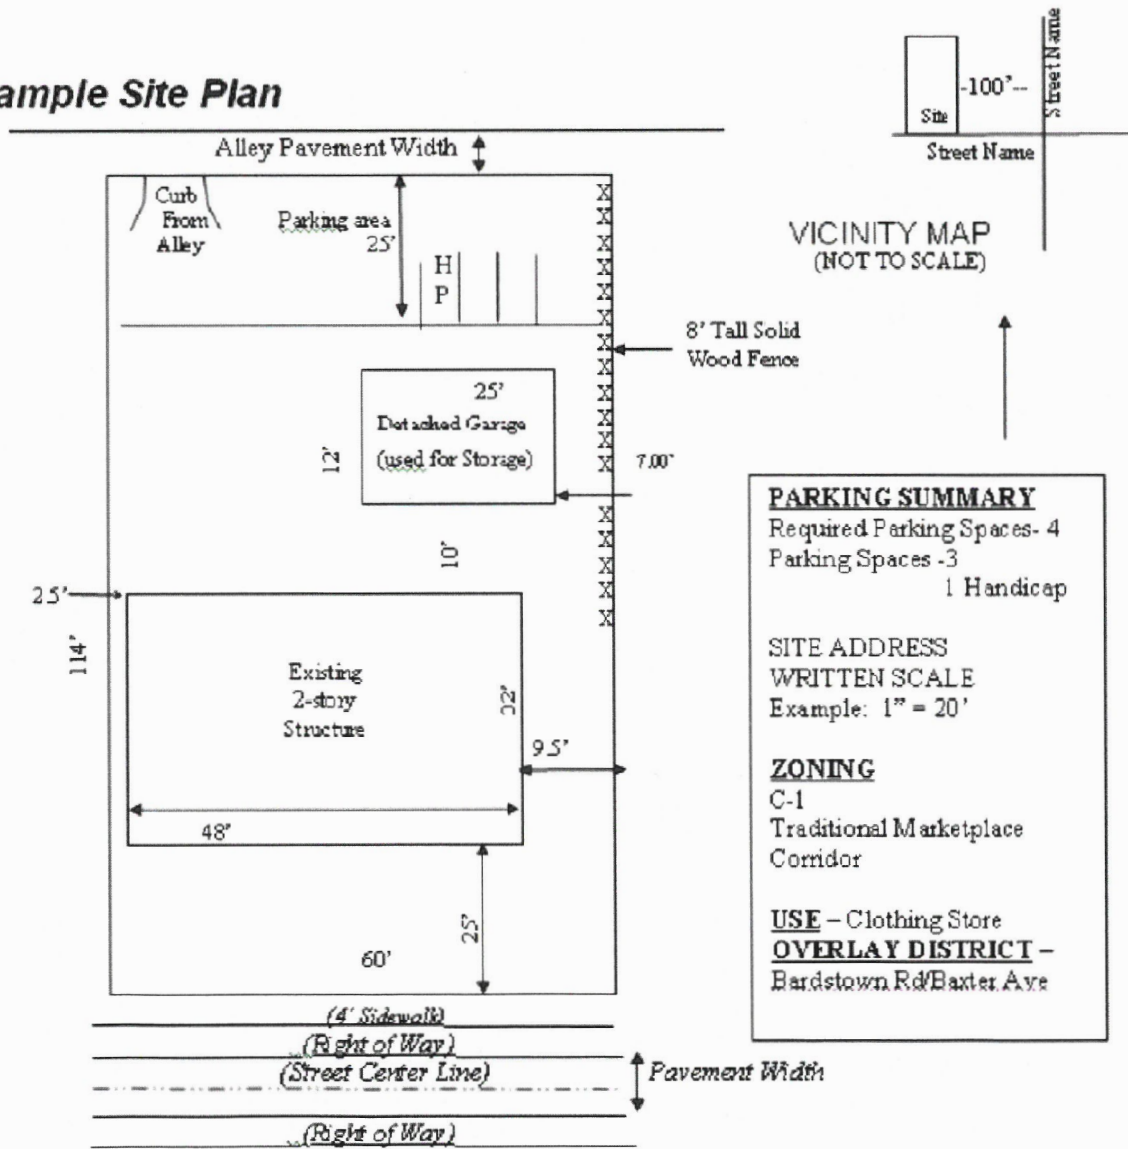 ample Site Plan
Alley Pavement Width
Curb
From
Alley
Parking area
25'
H
P
X
X
X
X
X
X
X
X
X
X
X
X
8' Tall Solid
Wood Fence
25'
Detached Garage
(used for Storage)
12'
7.00'
X
X
X
X
X
10'
2.5'
114'
Existing
2-story
Structure
32'
9.5'
48'
25'
60'
(4' Sidewalk)
(Right of Way)
(Street Center Line)
Pavement Width
(Right of Way)
Site
-100'--
Street Name
Street Name
VICINITY MAP
(NOT TO SCALE)
PARKING SUMMARY
Required Parking Spaces- 4
Parking Spaces -3
1 Handicap
SITE ADDRESS
WRITTEN SCALE
Example: 1" = 20'
ZONING
C-1
Traditional Marketplace
Corridor
USE – Clothing Store
OVERLAY DISTRICT –
Bardstown Rd/Baxter Ave